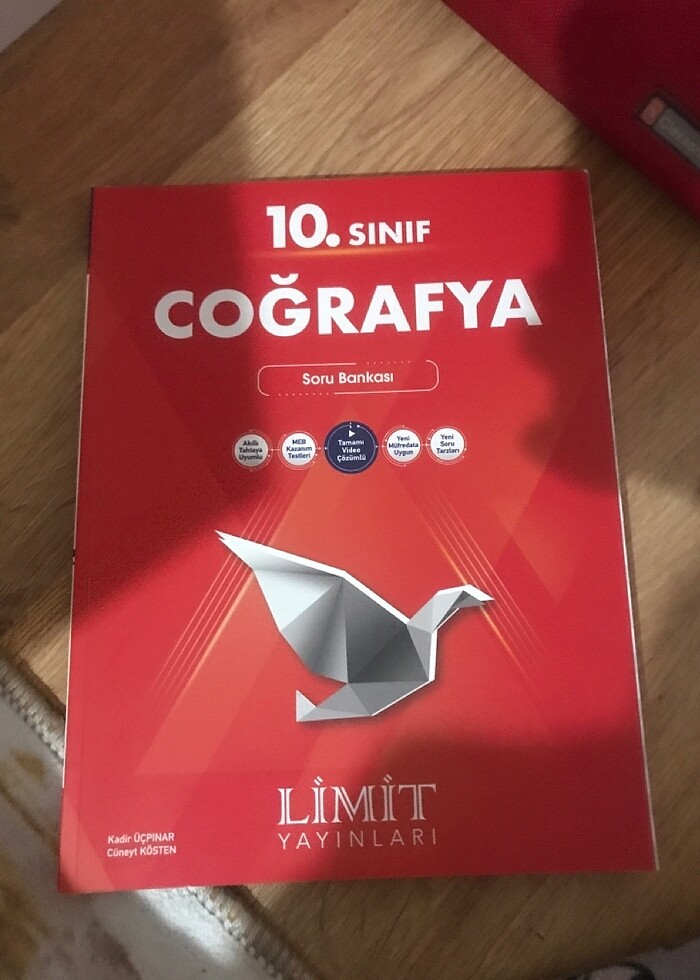 10. SINIF
COĞRAFYA
Soru Bankası
Akıllı
Tahtaya
Uyumlu
MEB
Kazanım
Testleri
Tamamı
Video
Çözümlü
Yeni
Müfredata
Uygun
Yeni
Soru
Tarzları
LİMİT
YAYINLARI
Kadir ÜÇPINAR
Cüneyt KÖSTEN